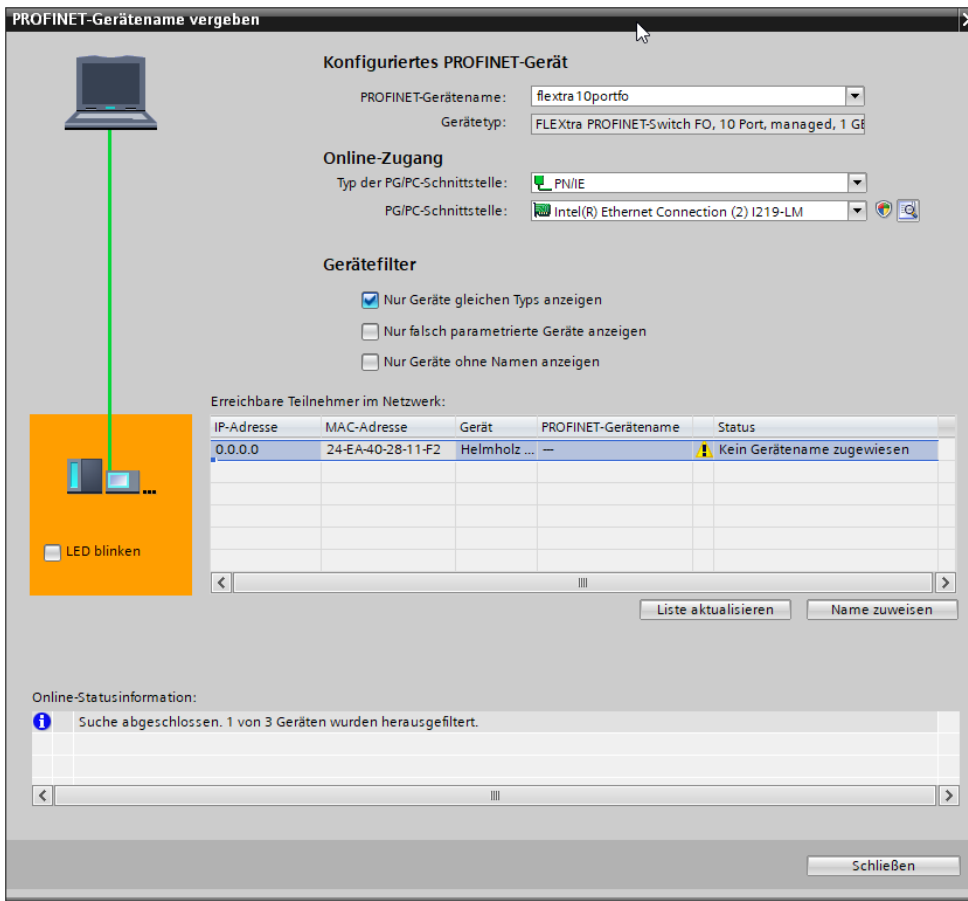 PROFINET-Gerätename vergeben
Konfiguriertes PROFINET-Gerät
PROFINET-Gerätename: flextra10portfo
Gerätetyp: FLEXtra PROFINET-Switch FO, 10 Port, managed, 1 GE
Online-Zugang
Typ der PG/PC-Schnittstelle: PN/IE
PG/PC-Schnittstelle: Intel(R) Ethernet Connection (2) I219-LM
Gerätefilter
Nur Geräte gleichen Typs anzeigen
Nur falsch parametrierte Geräte anzeigen
Nur Geräte ohne Namen anzeigen
Erreichbare Teilnehmer im Netzwerk:
IP-Adresse MAC-Adresse Gerät PROFINET-Gerätename Status
0.0.0.0 24-EA-40-28-11-F2 Helmholz ... — Kein Gerätename zugewiesen
LED blinken
Liste aktualisieren Name zuweisen
Online-Statusinformation:
Suche abgeschlossen. 1 von 3 Geräten wurden herausgefiltert.
Schließen